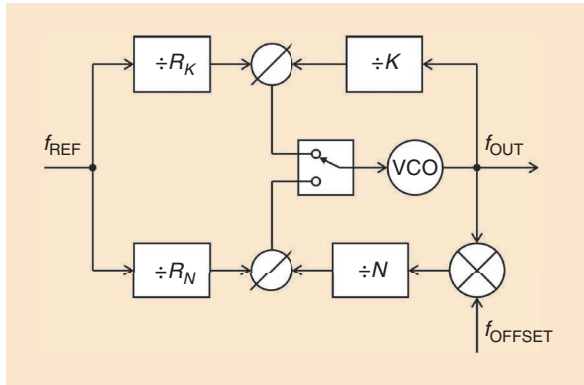 ÷R_K
÷K
f_REF
VCO
f_OUT
÷R_N
÷N
f_OFFSET